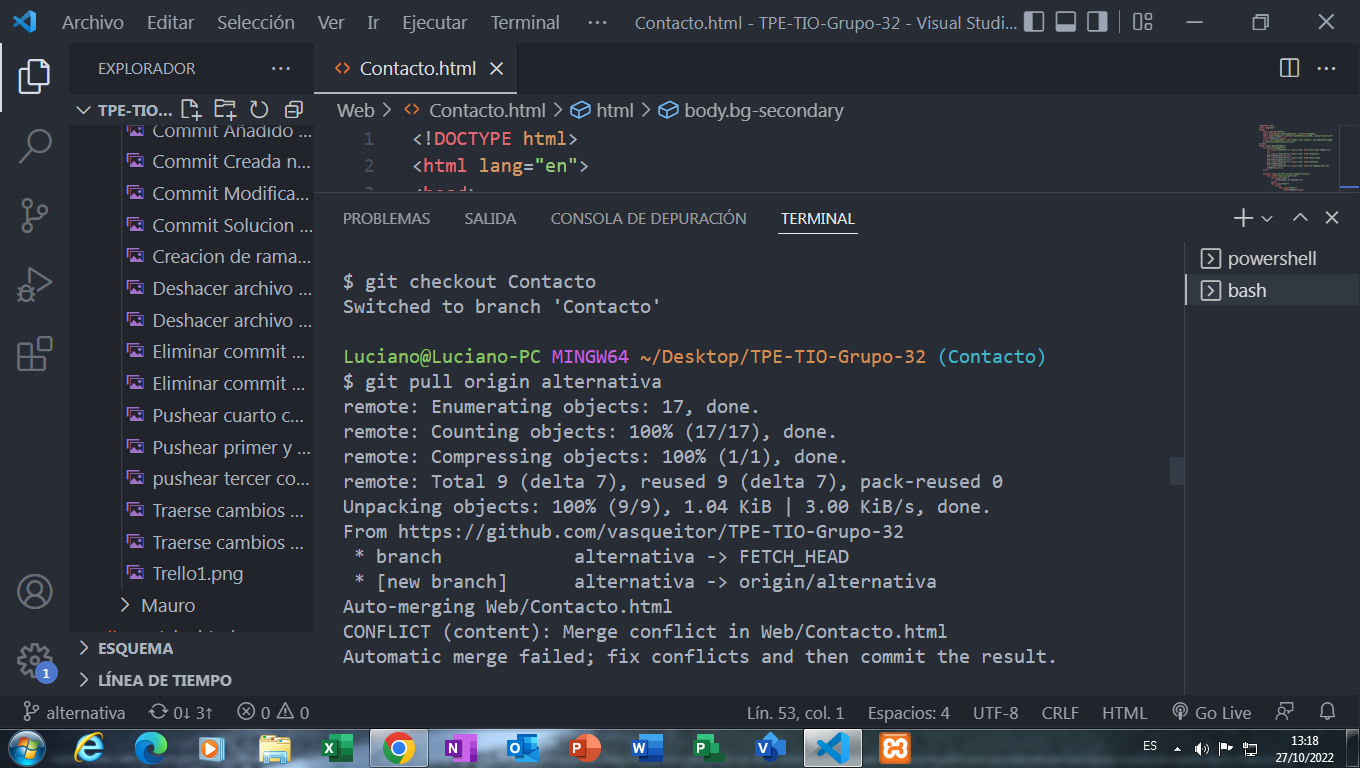 Archivo Editar Selección Ver Ir Ejecutar Terminal ··· Contacto.html - TPE-TIO-Grupo-32 - Visual Studi...
EXPLORADOR ···
TPE-TIO...
Commit Añadido ...
Commit Creada n...
Commit Modifica...
Commit Solucion ...
Creacion de rama...
Deshacer archivo ...
Deshacer archivo ...
Eliminar commit ...
Eliminar commit ...
Pushear cuarto c...
Pushear primer y ...
pushear tercer co...
Traerse cambios ...
Traerse cambios ...
Trello1.png
Mauro
ESQUEMA
LÍNEA DE TIEMPO
1
Contacto.html
Web > Contacto.html > html > body.bg-secondary
1 <!DOCTYPE html>
2 <html lang="en">
3 <head>
PROBLEMAS SALIDA CONSOLA DE DEPURACIÓN TERMINAL
powershell
bash
$ git checkout Contacto
Switched to branch 'Contacto'
Luciano@Luciano-PC MINGW64 ~/Desktop/TPE-TIO-Grupo-32 (Contacto)
$ git pull origin alternativa
remote: Enumerating objects: 17, done.
remote: Counting objects: 100% (17/17), done.
remote: Compressing objects: 100% (1/1), done.
remote: Total 9 (delta 7), reused 9 (delta 7), pack-reused 0
Unpacking objects: 100% (9/9), 1.04 KiB | 3.00 KiB/s, done.
From https://github.com/vasqueitor/TPE-TIO-Grupo-32
 * branch            alternativa -> FETCH_HEAD
 * [new branch]      alternativa -> origin/alternativa
Auto-merging Web/Contacto.html
CONFLICT (content): Merge conflict in Web/Contacto.html
Automatic merge failed; fix conflicts and then commit the result.
alternativa 0↓ 3↑ 0 0 Lín. 53, col. 1 Espacios: 4 UTF-8 CRLF HTML Go Live
ES 13:18
27/10/2022